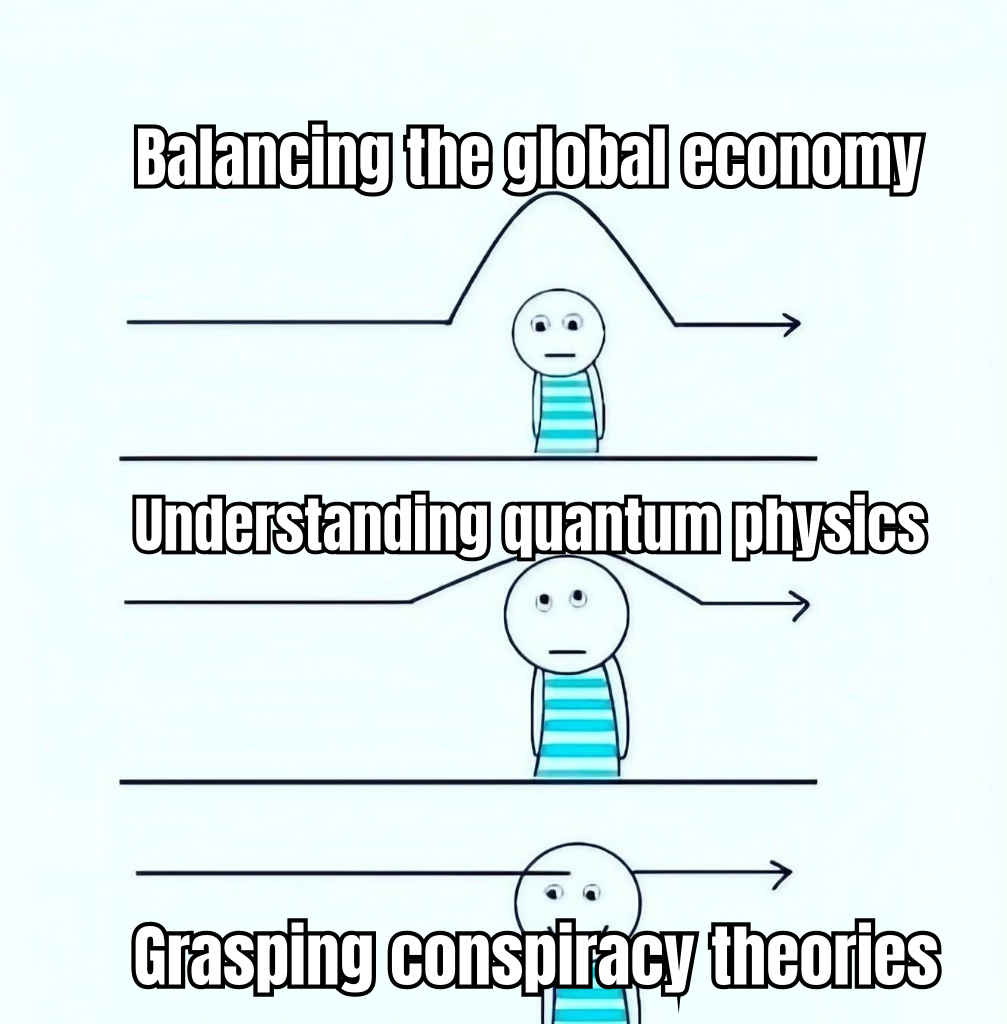 Balancing the global economy
Understanding quantum physics
Grasping conspiracy theories